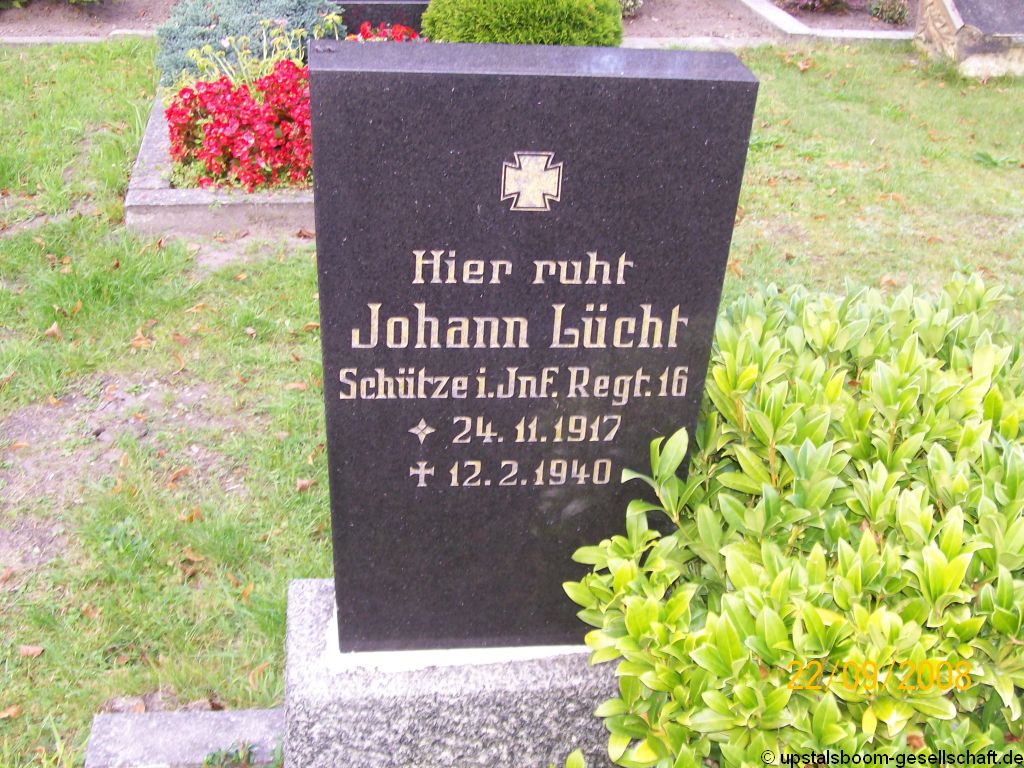 Hier ruht
Johann Lücht
Schütze i. Jnf. Regt. 16
24. 11. 1917
12. 2. 1940
22/09/2008
© upstalsboom-gesellschaft.de